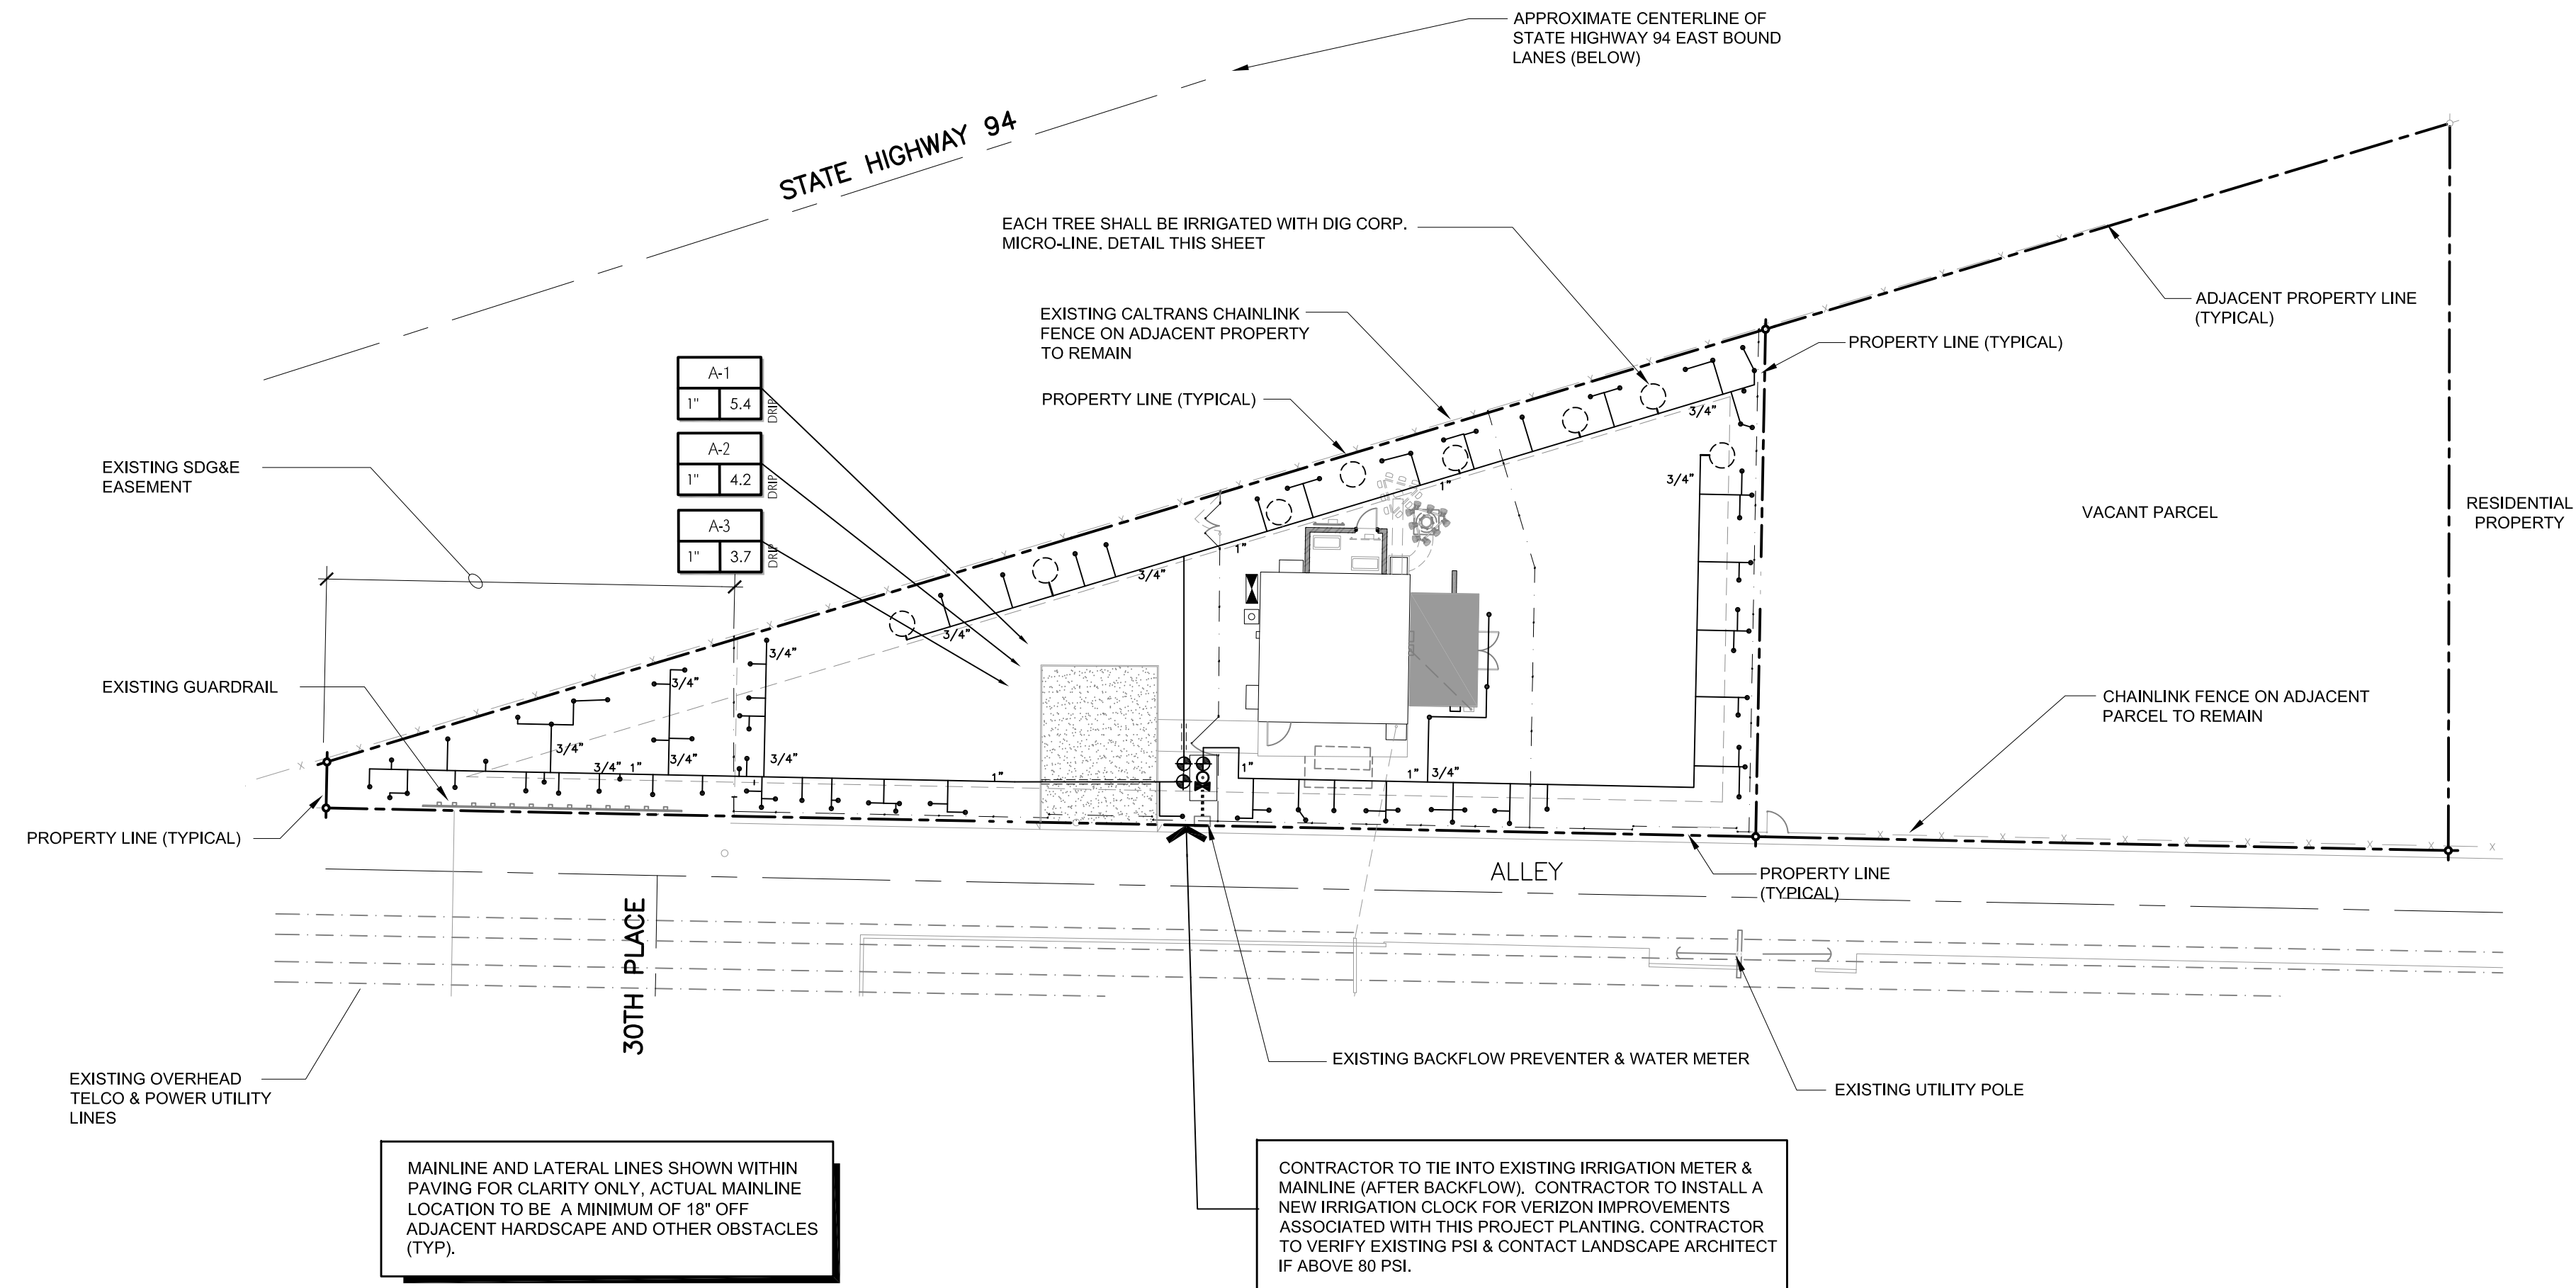 APPROXIMATE CENTERLINE OF
STATE HIGHWAY 94 EAST BOUND
LANES (BELOW)
STATE HIGHWAY 94
EACH TREE SHALL BE IRRIGATED WITH DIG CORP.
MICRO-LINE. DETAIL THIS SHEET
EXISTING CALTRANS CHAINLINK
FENCE ON ADJACENT PROPERTY
TO REMAIN
PROPERTY LINE (TYPICAL)
ADJACENT PROPERTY LINE
(TYPICAL)
PROPERTY LINE (TYPICAL)
A-1
1" 5.4
DRIP
A-2
1" 4.2
DRIP
A-3
1" 3.7
DRIP
EXISTING SDG&E
EASEMENT
3/4"
3/4"
1"
VACANT PARCEL
RESIDENTIAL
PROPERTY
1"
3/4"
3/4"
3/4"
3/4"
EXISTING GUARDRAIL
CHAINLINK FENCE ON ADJACENT
PARCEL TO REMAIN
3/4"
3/4" 1"
3/4"
3/4"
1"
1"
1"
3/4"
PROPERTY LINE (TYPICAL)
ALLEY
PROPERTY LINE
(TYPICAL)
30TH PLACE
EXISTING BACKFLOW PREVENTER & WATER METER
EXISTING UTILITY POLE
EXISTING OVERHEAD
TELCO & POWER UTILITY
LINES
MAINLINE AND LATERAL LINES SHOWN WITHIN
PAVING FOR CLARITY ONLY, ACTUAL MAINLINE
LOCATION TO BE A MINIMUM OF 18" OFF
ADJACENT HARDSCAPE AND OTHER OBSTACLES
(TYP).
CONTRACTOR TO TIE INTO EXISTING IRRIGATION METER &
MAINLINE (AFTER BACKFLOW). CONTRACTOR TO INSTALL A
NEW IRRIGATION CLOCK FOR VERIZON IMPROVEMENTS
ASSOCIATED WITH THIS PROJECT PLANTING. CONTRACTOR
TO VERIFY EXISTING PSI & CONTACT LANDSCAPE ARCHITECT
IF ABOVE 80 PSI.